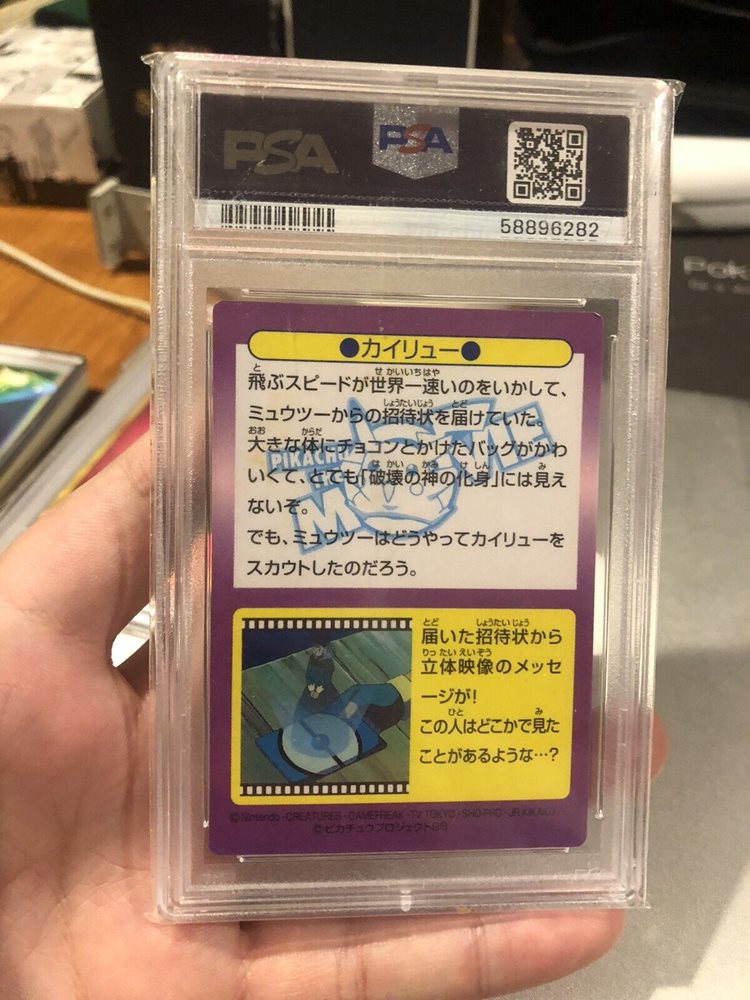 PSA
PSA
58896282
Pok
●カイリュー●
飛ぶスピードが世界一速いのをいかして、
ミュウツーからの招待状を届けていた。
大きな体にチョコンとかけたバッグがかわ
いくて、とても「破壊の神の化身」には見え
ないぞ。
でも、ミュウツーはどうやってカイリューを
スカウトしたのだろう。
PIKACHU
MOVIE
届いた招待状から
立体映像のメッセ
ージが!
この人はどこかで見た
ことがあるような…?
©Nintendo・CREATURES・GAMEFREAK・TV TOKYO・SHO-PRO・JR KIKAKU
©ピカチュウプロジェクト98